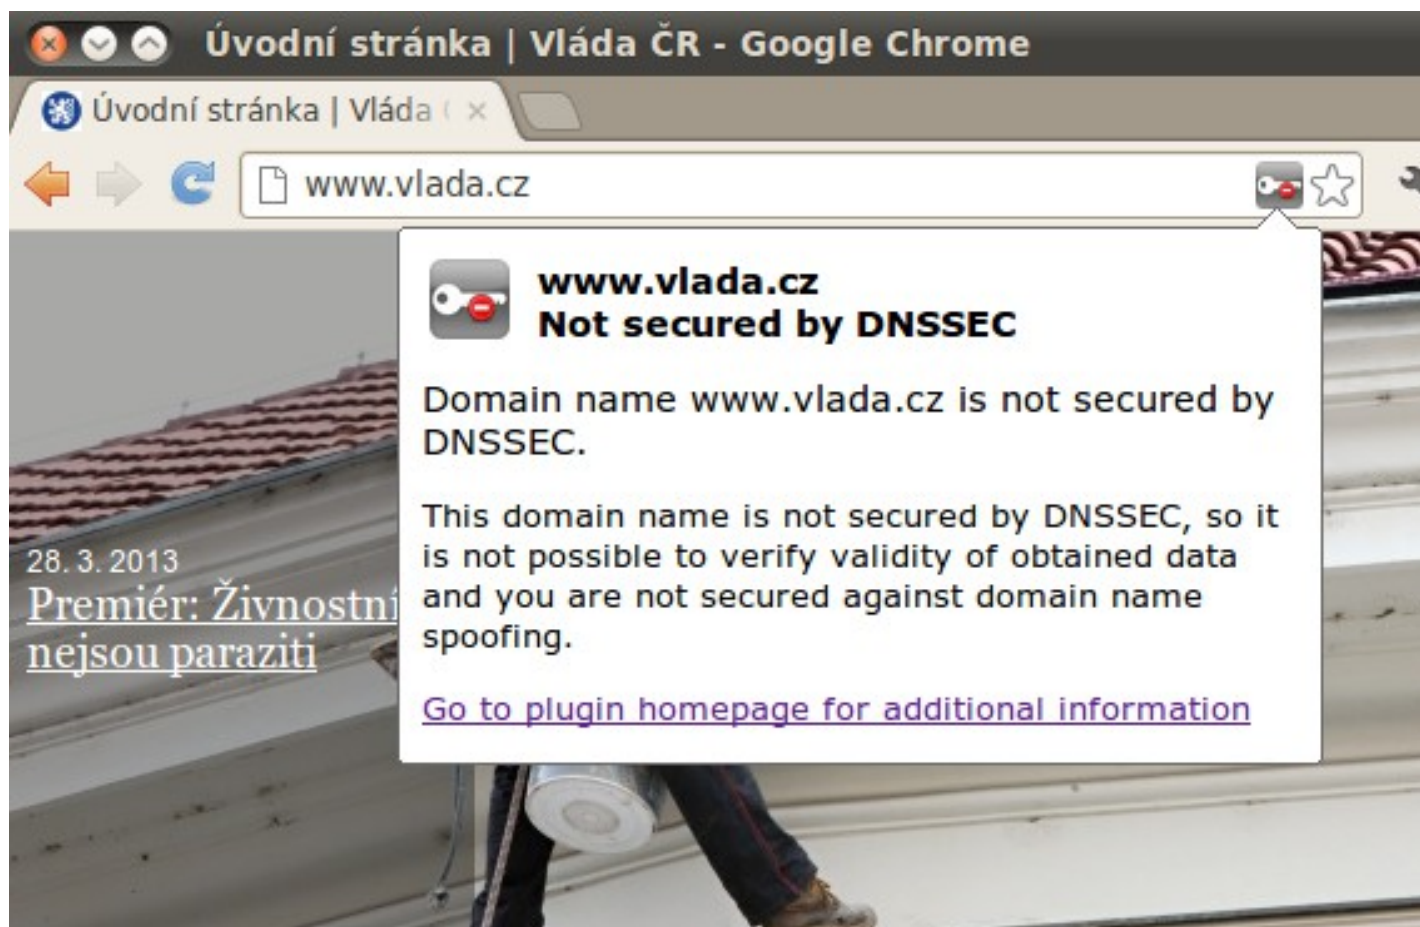 Úvodní stránka | Vláda ČR - Google Chrome
Úvodní stránka | Vláda
www.vlada.cz
www.vlada.cz
Not secured by DNSSEC
Domain name www.vlada.cz is not secured by
DNSSEC.
This domain name is not secured by DNSSEC, so it
is not possible to verify validity of obtained data
and you are not secured against domain name
spoofing.
Go to plugin homepage for additional information
28. 3. 2013
Premiér: Živnostní
nejsou paraziti